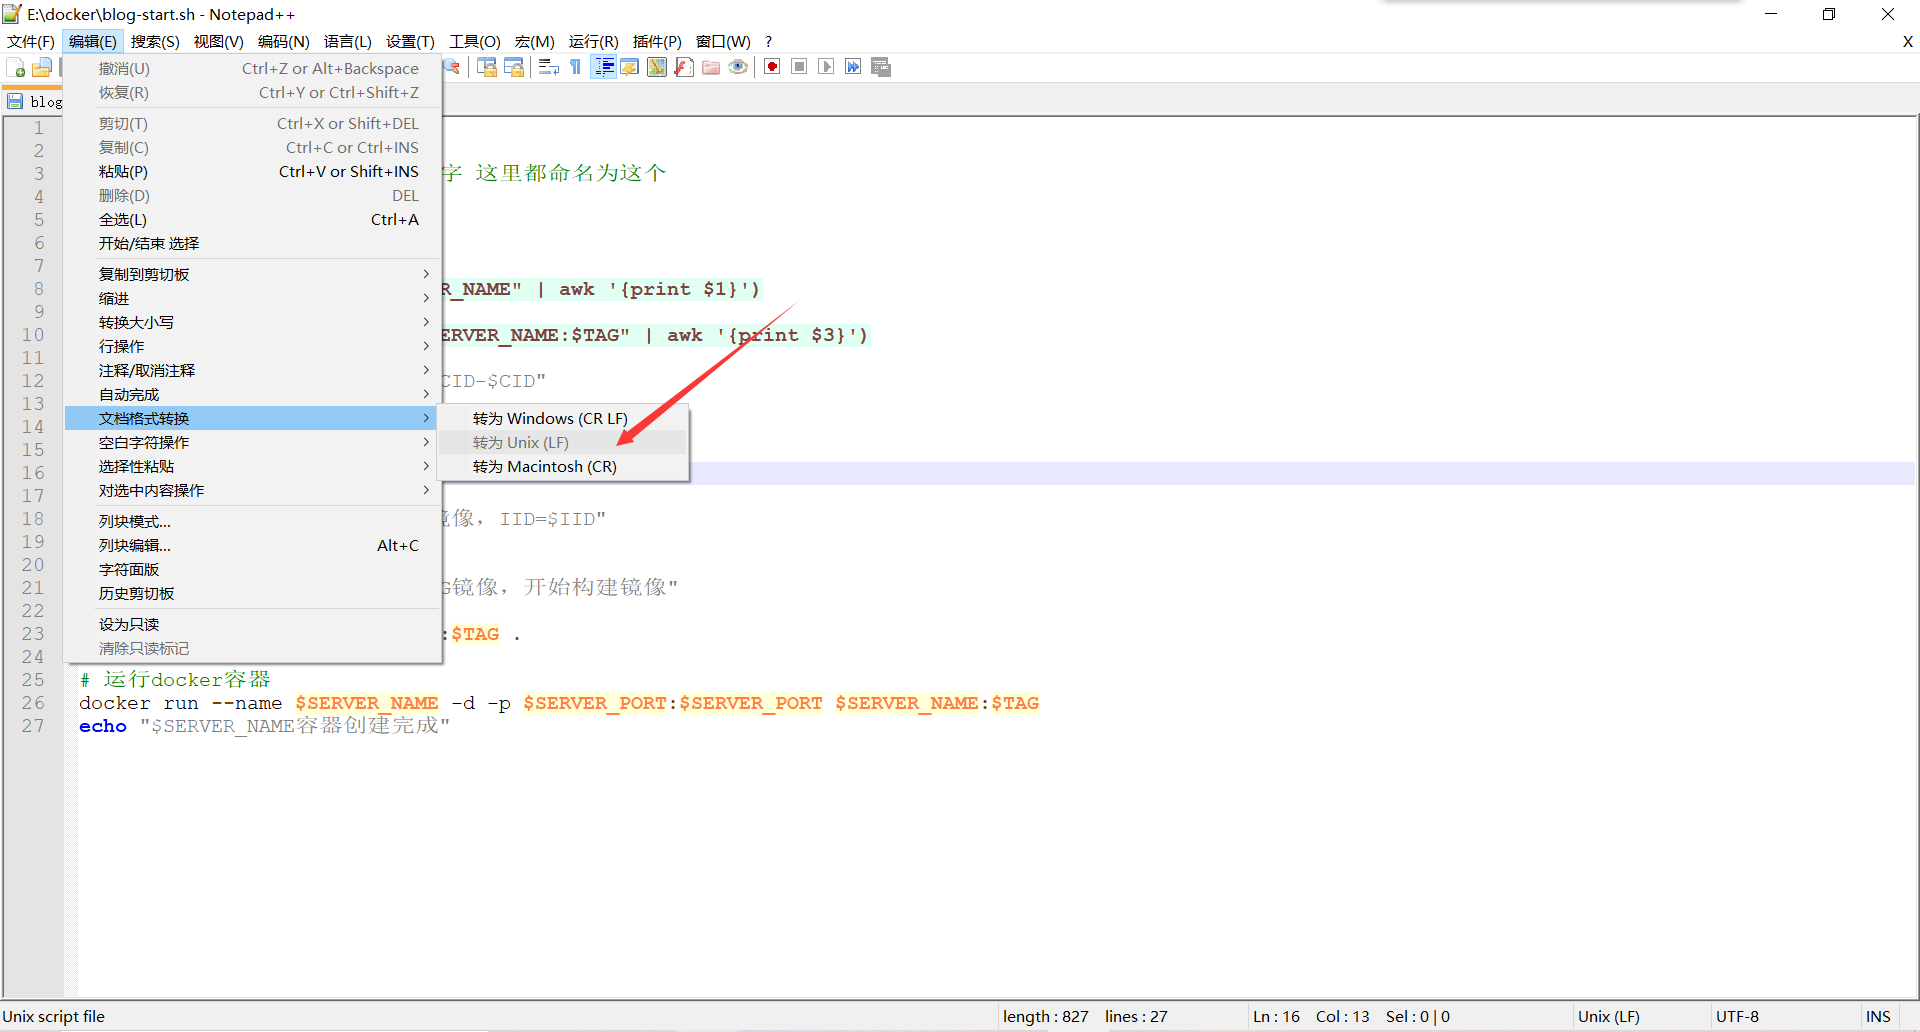 E:\docker\blog-start.sh - Notepad++
文件(F) 编辑(E) 搜索(S) 视图(V) 编码(N) 语言(L) 设置(T) 工具(O) 宏(M) 运行(R) 插件(P) 窗口(W) ? X
blog
撤消(U) Ctrl+Z or Alt+Backspace
恢复(R) Ctrl+Y or Ctrl+Shift+Z
剪切(T) Ctrl+X or Shift+DEL
复制(C) Ctrl+C or Ctrl+INS
粘贴(P) Ctrl+V or Shift+INS
删除(D) DEL
全选(L) Ctrl+A
开始/结束 选择
复制到剪切板
缩进
转换大小写
行操作
注释/取消注释
自动完成
文档格式转换
空白字符操作
选择性粘贴
对选中内容操作
列块模式...
列块编辑... Alt+C
字符面版
历史剪切板
设为只读
清除只读标记
转为 Windows (CR LF)
转为 Unix (LF)
转为 Macintosh (CR)
1
2
3 字 这里都命名为这个
4
5
6
7
8 R_NAME" | awk '{print $1}')
9
10 ERVER_NAME:$TAG" | awk '{print $3}')
11
12 CID-$CID"
13
14
15
16
17
18 镜像，IID=$IID"
19
20
21 G镜像，开始构建镜像"
22
23 :$TAG .
24
25 # 运行docker容器
26 docker run --name $SERVER_NAME -d -p $SERVER_PORT:$SERVER_PORT $SERVER_NAME:$TAG
27 echo "$SERVER_NAME容器创建完成"
Unix script file length : 827 lines : 27 Ln : 16 Col : 13 Sel : 0 | 0 Unix (LF) UTF-8 INS